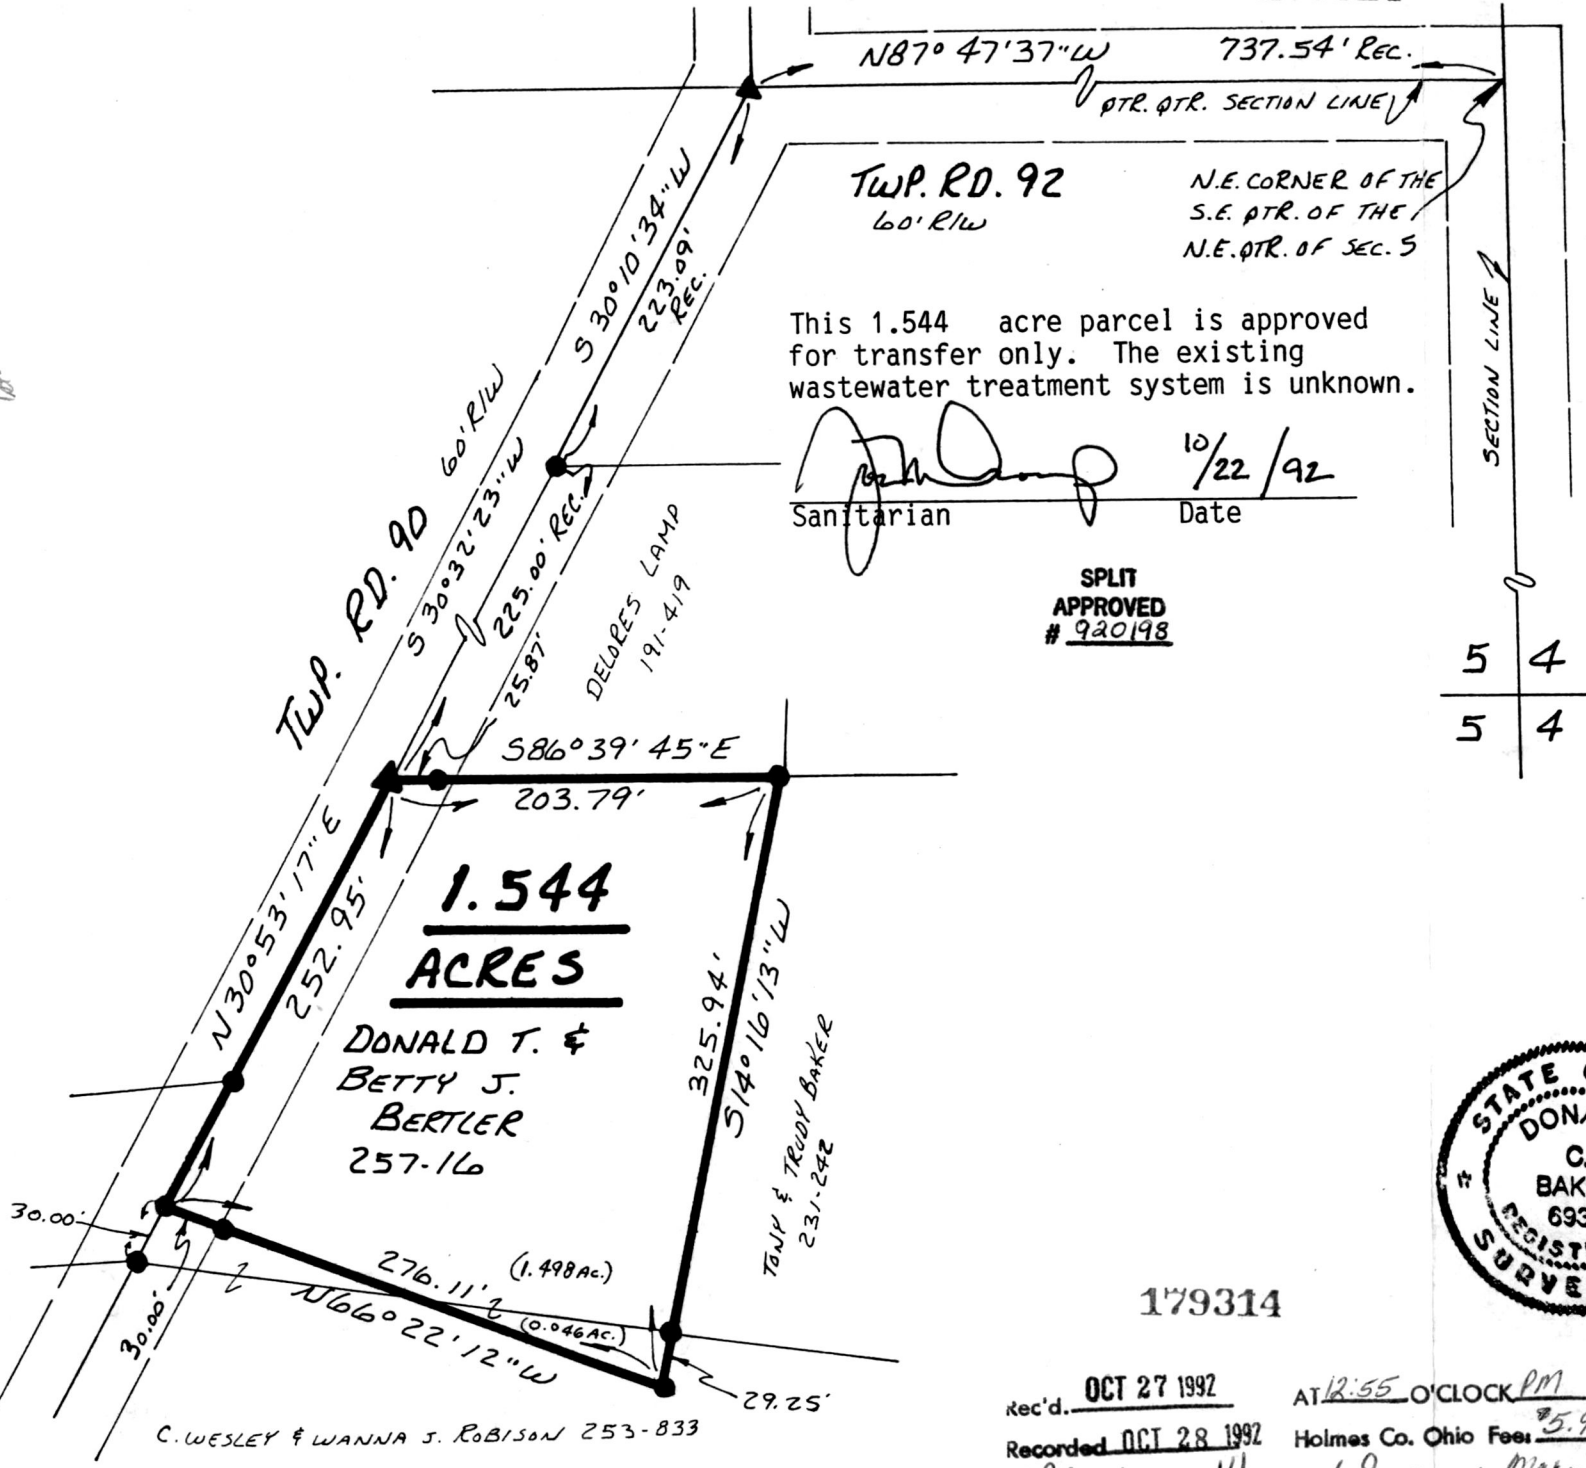 N87° 47' 37" W 737.54' REC.
QTR. QTR. SECTION LINE
TWP. RD. 92
60' R/W
N.E. CORNER OF THE
S.E. QTR. OF THE
N.E. QTR. OF SEC. 5
S 30° 10' 34" W
223.09'
REC.
This 1.544 acre parcel is approved
for transfer only. The existing
wastewater treatment system is unknown.
10/22/92
Sanitarian Date
SECTION LINE
SPLIT
APPROVED
# 920198
5 4
5 4
TWP. RD. 90 60' R/W
S 30° 32' 23" W
225.00' REC.
25.87'
DELORES LAMP
191-419
S86° 39' 45" E
203.79'
N 30° 53' 17" E
252.95'
1.544
ACRES
DONALD T. &
BETTY J.
BERTLER
257-16
325.94'
S14° 16' 13" W
TONY & TRUDY BAKER
231-242
30.00'
30.00'
276.11' (1.498 AC.)
N66° 22' 12" W
(0.046 AC.)
29.25'
C. WESLEY & WANNA J. ROBISON 253-833
STATE
DONA
C.
BAK
693
REGIST
SURVE
179314
Rec'd. OCT 27 1992 AT 12:55 O'CLOCK PM
Recorded OCT 28 1992 Holmes Co. Ohio Fee: